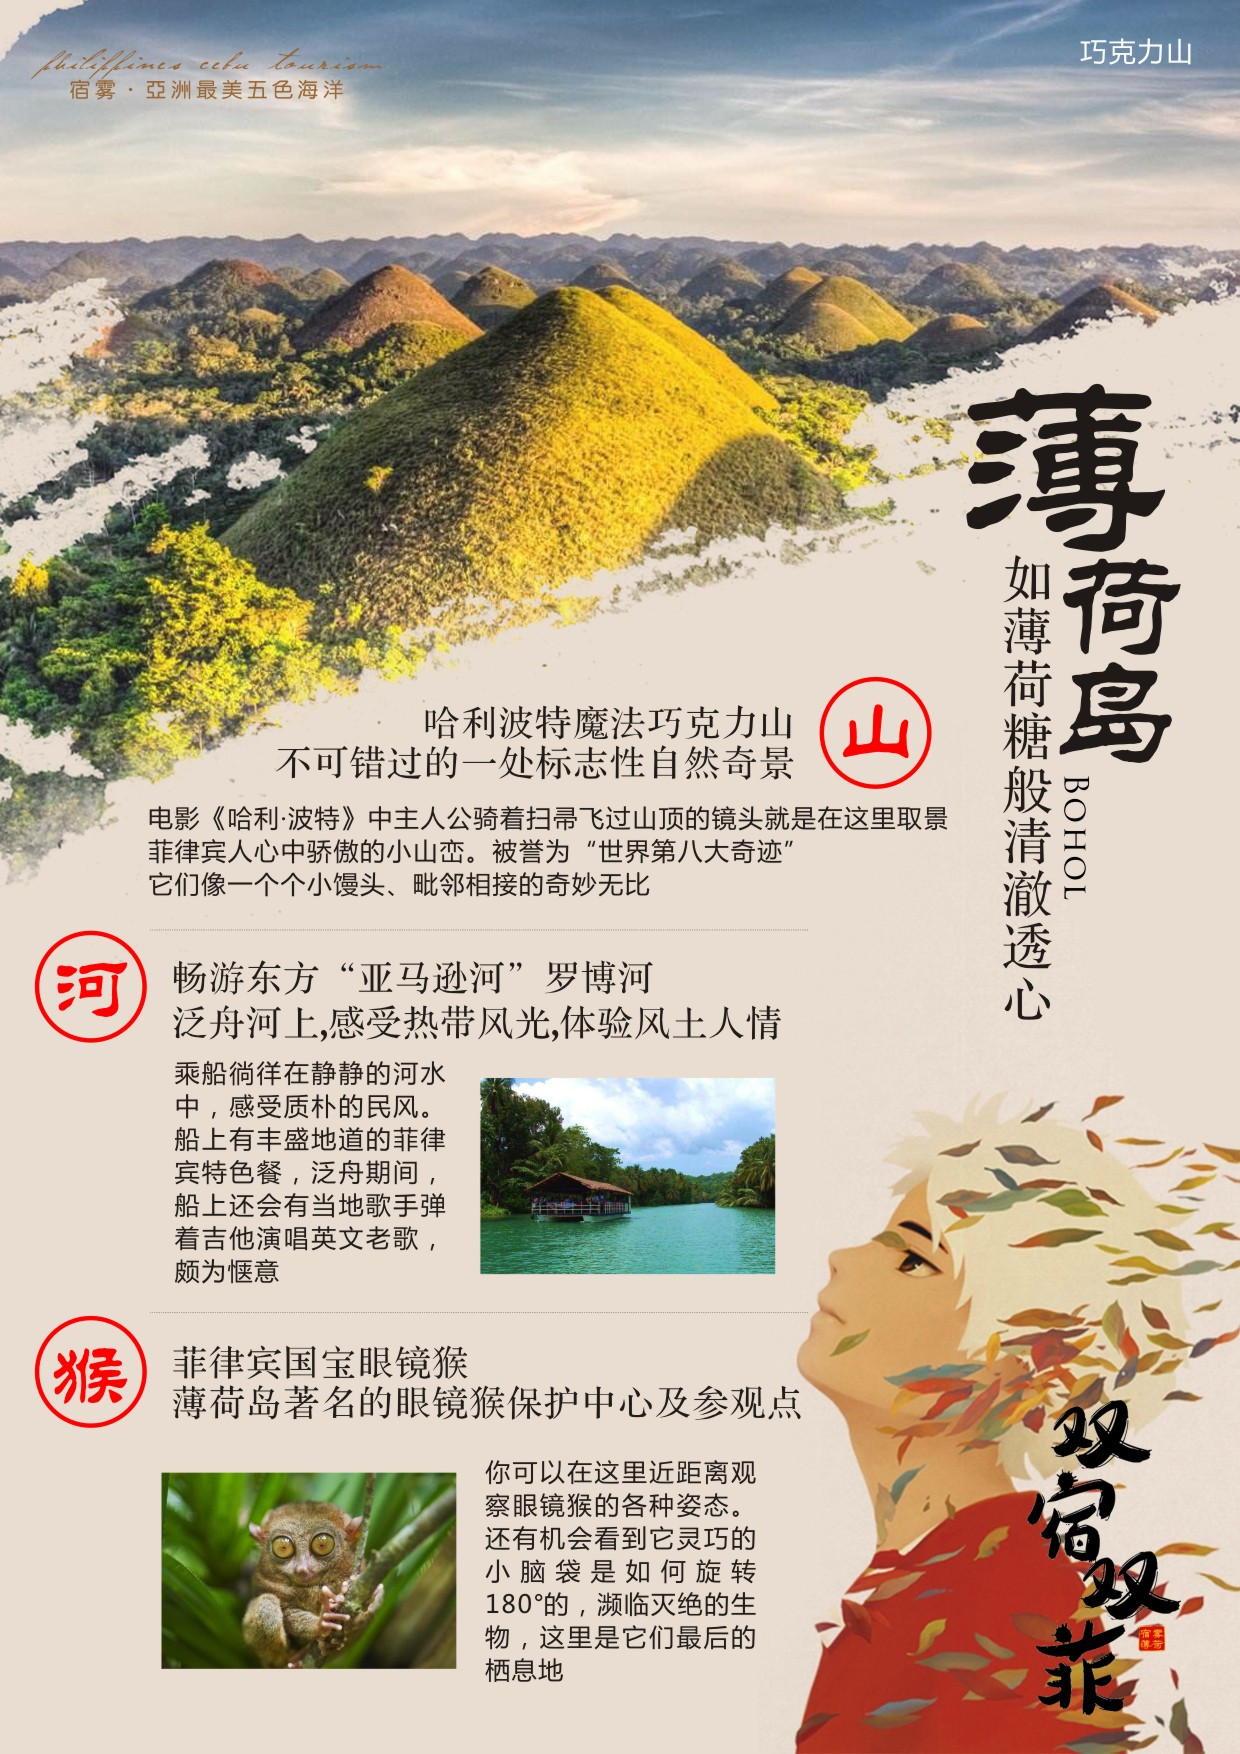 philippines cebu tourism
宿雾·亞洲最美五色海洋
巧克力山
薄荷岛
BOHOL
如薄荷糖般清澈透心
山
哈利波特魔法巧克力山
不可错过的一处标志性自然奇景
电影《哈利·波特》中主人公骑着扫帚飞过山顶的镜头就是在这里取景
菲律宾人心中骄傲的小山峦。被誉为“世界第八大奇迹”
它们像一个个小馒头、毗邻相接的奇妙无比
河
畅游东方“亚马逊河”罗博河
泛舟河上,感受热带风光,体验风土人情
乘船徜徉在静静的河水
中，感受质朴的民风。
船上有丰盛地道的菲律
宾特色餐，泛舟期间，
船上还会有当地歌手弹
着吉他演唱英文老歌，
颇为惬意
猴
菲律宾国宝眼镜猴
薄荷岛著名的眼镜猴保护中心及参观点
你可以在这里近距离观
察眼镜猴的各种姿态。
还有机会看到它灵巧的
小脑袋是如何旋转
180°的，濒临灭绝的生
物，这里是它们最后的
栖息地
双宿双菲
宿雾
薄荷